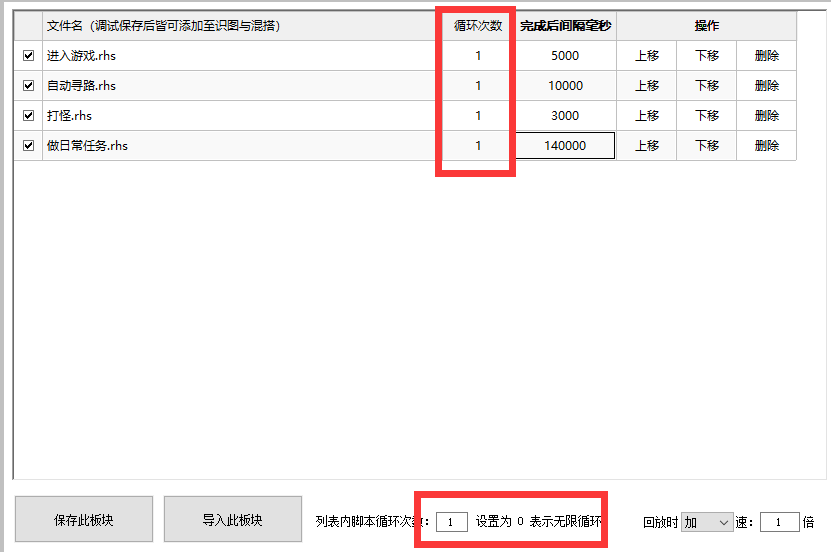 文件名（调试保存后皆可添加至识图与混搭） 循环次数 完成后间隔毫秒 操作
进入游戏.rhs 1 5000 上移 下移 删除
自动寻路.rhs 1 10000 上移 下移 删除
打怪.rhs 1 3000 上移 下移 删除
做日常任务.rhs 1 140000 上移 下移 删除
保存此板块 导入此板块 列表内脚本循环次数： 1 设置为 0 表示无限循环 回放时 加 速： 1 倍